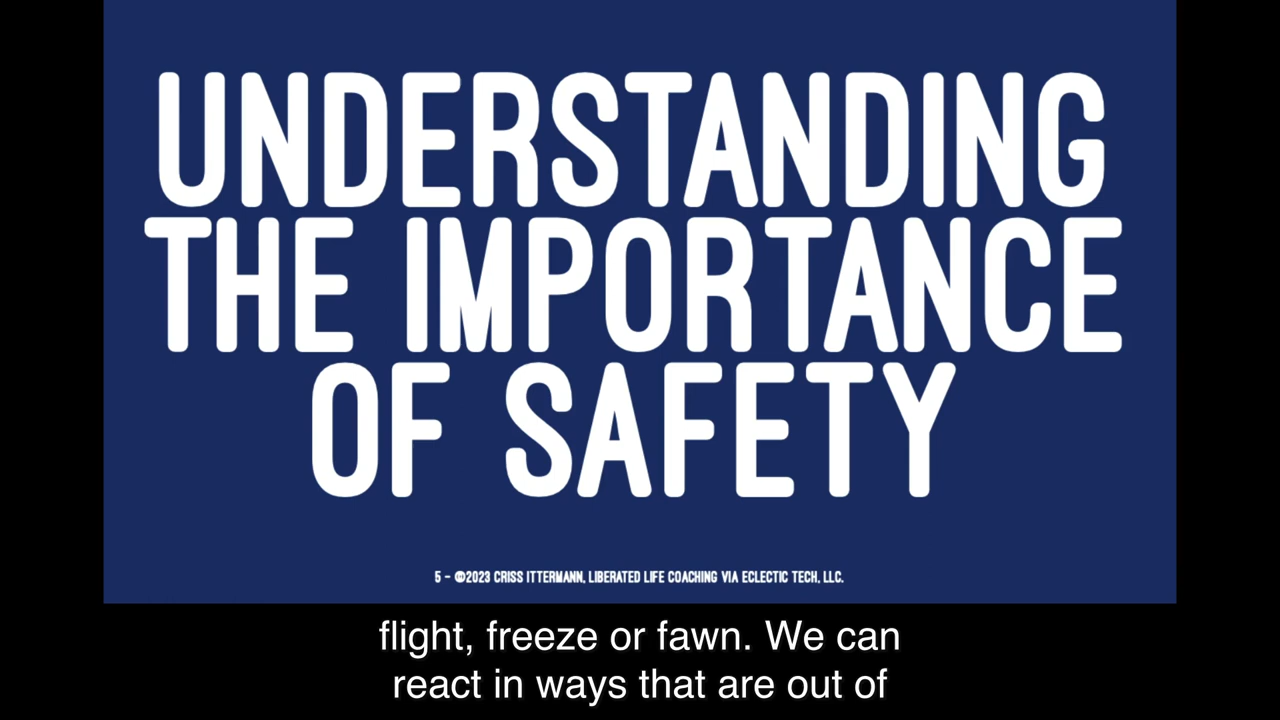 UNDERSTANDING
THE IMPORTANCE
OF SAFETY
5 - ©2023 CRISS ITTERMANN, LIBERATED LIFE COACHING VIA ECLECTIC TECH, LLC.
flight, freeze or fawn. We can
react in ways that are out of